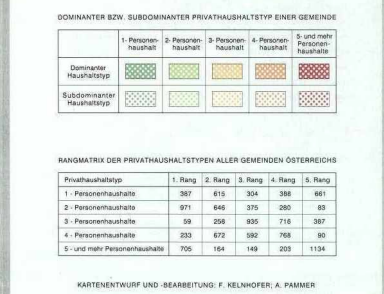 DOMINANTER BZW. SUBDOMINANTER PRIVATHAUSHALTSTYP EINER GEMEINDE
1- Personen-haushalt 2- Personen-haushalt 3- Personen-haushalt 4- Personen-haushalt 5- und mehr Personen-haushalte
Dominanter
Haushaltstyp
Subdominanter
Haushaltstyp
RANGMATRIX DER PRIVATHAUSHALTSTYPEN ALLER GEMEINDEN ÖSTERREICHS
Privathaushaltstyp 1. Rang 2. Rang 3. Rang 4. Rang 5. Rang
1 - Personenhaushalte 387 615 304 388 661
2 - Personenhaushalte 971 646 375 280 83
3 - Personenhaushalte 59 258 935 716 387
4 - Personenhaushalte 233 672 592 768 90
5 - und mehr Personenhaushalte 705 164 149 203 1134
KARTENENTWURF UND -BEARBEITUNG: F. KELNHOFER; A. PAMMER